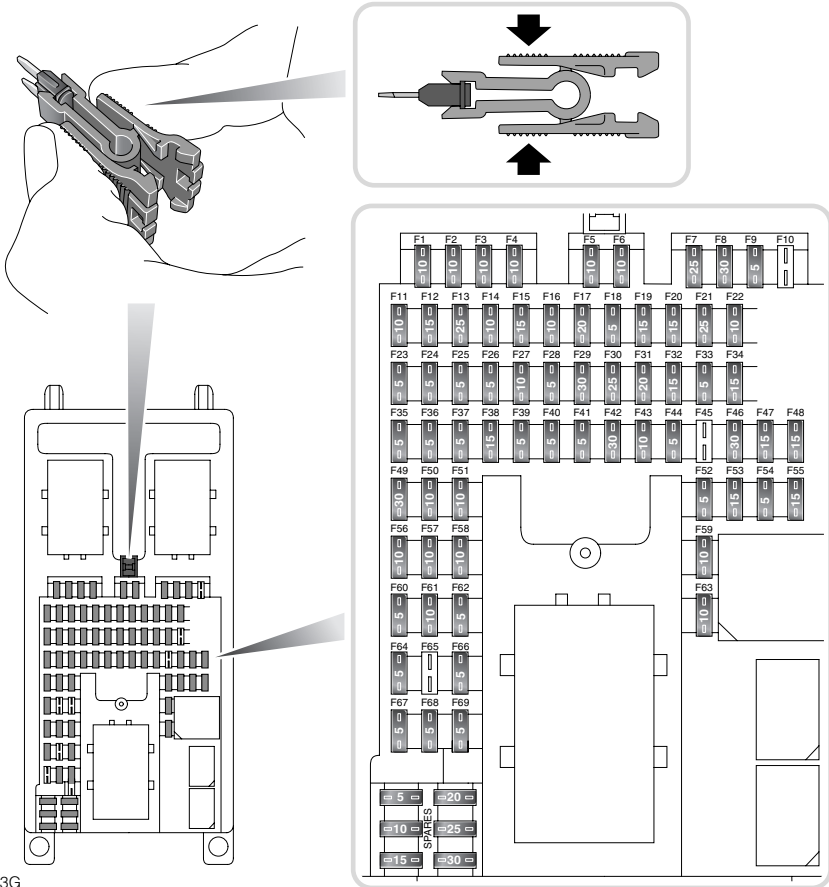 F1 F2 F3 F4 F5 F6 F7 F8 F9 F10
10 10 10 10 10 10 25 30 5
F11 F12 F13 F14 F15 F16 F17 F18 F19 F20 F21 F22
10 15 25 10 15 10 20 5 15 15 25 10
F23 F24 F25 F26 F27 F28 F29 F30 F31 F32 F33 F34
5 5 5 5 10 5 30 25 20 15 5 15
F35 F36 F37 F38 F39 F40 F41 F42 F43 F44 F45 F46 F47 F48
5 5 5 15 5 5 5 30 10 5 30 15 15
F49 F50 F51 F52 F53 F54 F55
30 10 10 5 15 5 15
F56 F57 F58 F59
10 10 10 10
F60 F61 F62 F63
5 10 5 10
F64 F65 F66
5 5
F67 F68 F69
5 5 5
5 20
10 SPARES 25
15 30
3G